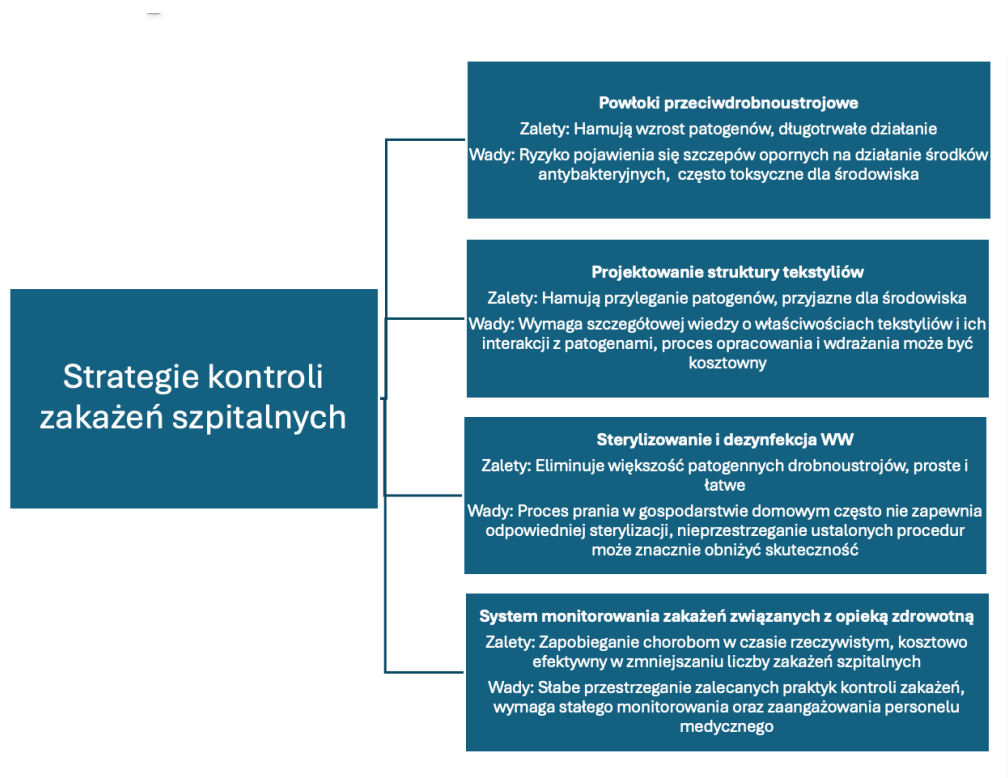 Strategie kontroli
zakażeń szpitalnych
Powłoki przeciwdrobnoustrojowe
Zalety: Hamują wzrost patogenów, długotrwałe działanie
Wady: Ryzyko pojawienia się szczepów opornych na działanie środków
antybakteryjnych, często toksyczne dla środowiska
Projektowanie struktury tekstyliów
Zalety: Hamują przyleganie patogenów, przyjazne dla środowiska
Wady: Wymaga szczegółowej wiedzy o właściwościach tekstyliów i ich
interakcji z patogenami, proces opracowania i wdrażania może być
kosztowny
Sterylizowanie i dezynfekcja WW
Zalety: Eliminuje większość patogennych drobnoustrojów, proste i
łatwe
Wady: Proces prania w gospodarstwie domowym często nie zapewnia
odpowiedniej sterylizacji, nieprzestrzeganie ustalonych procedur
może znacznie obniżyć skuteczność
System monitorowania zakażeń związanych z opieką zdrowotną
Zalety: Zapobieganie chorobom w czasie rzeczywistym, kosztowo
efektywny w zmniejszaniu liczby zakażeń szpitalnych
Wady: Słabe przestrzeganie zalecanych praktyk kontroli zakażeń,
wymaga stałego monitorowania oraz zaangażowania personelu
medycznego